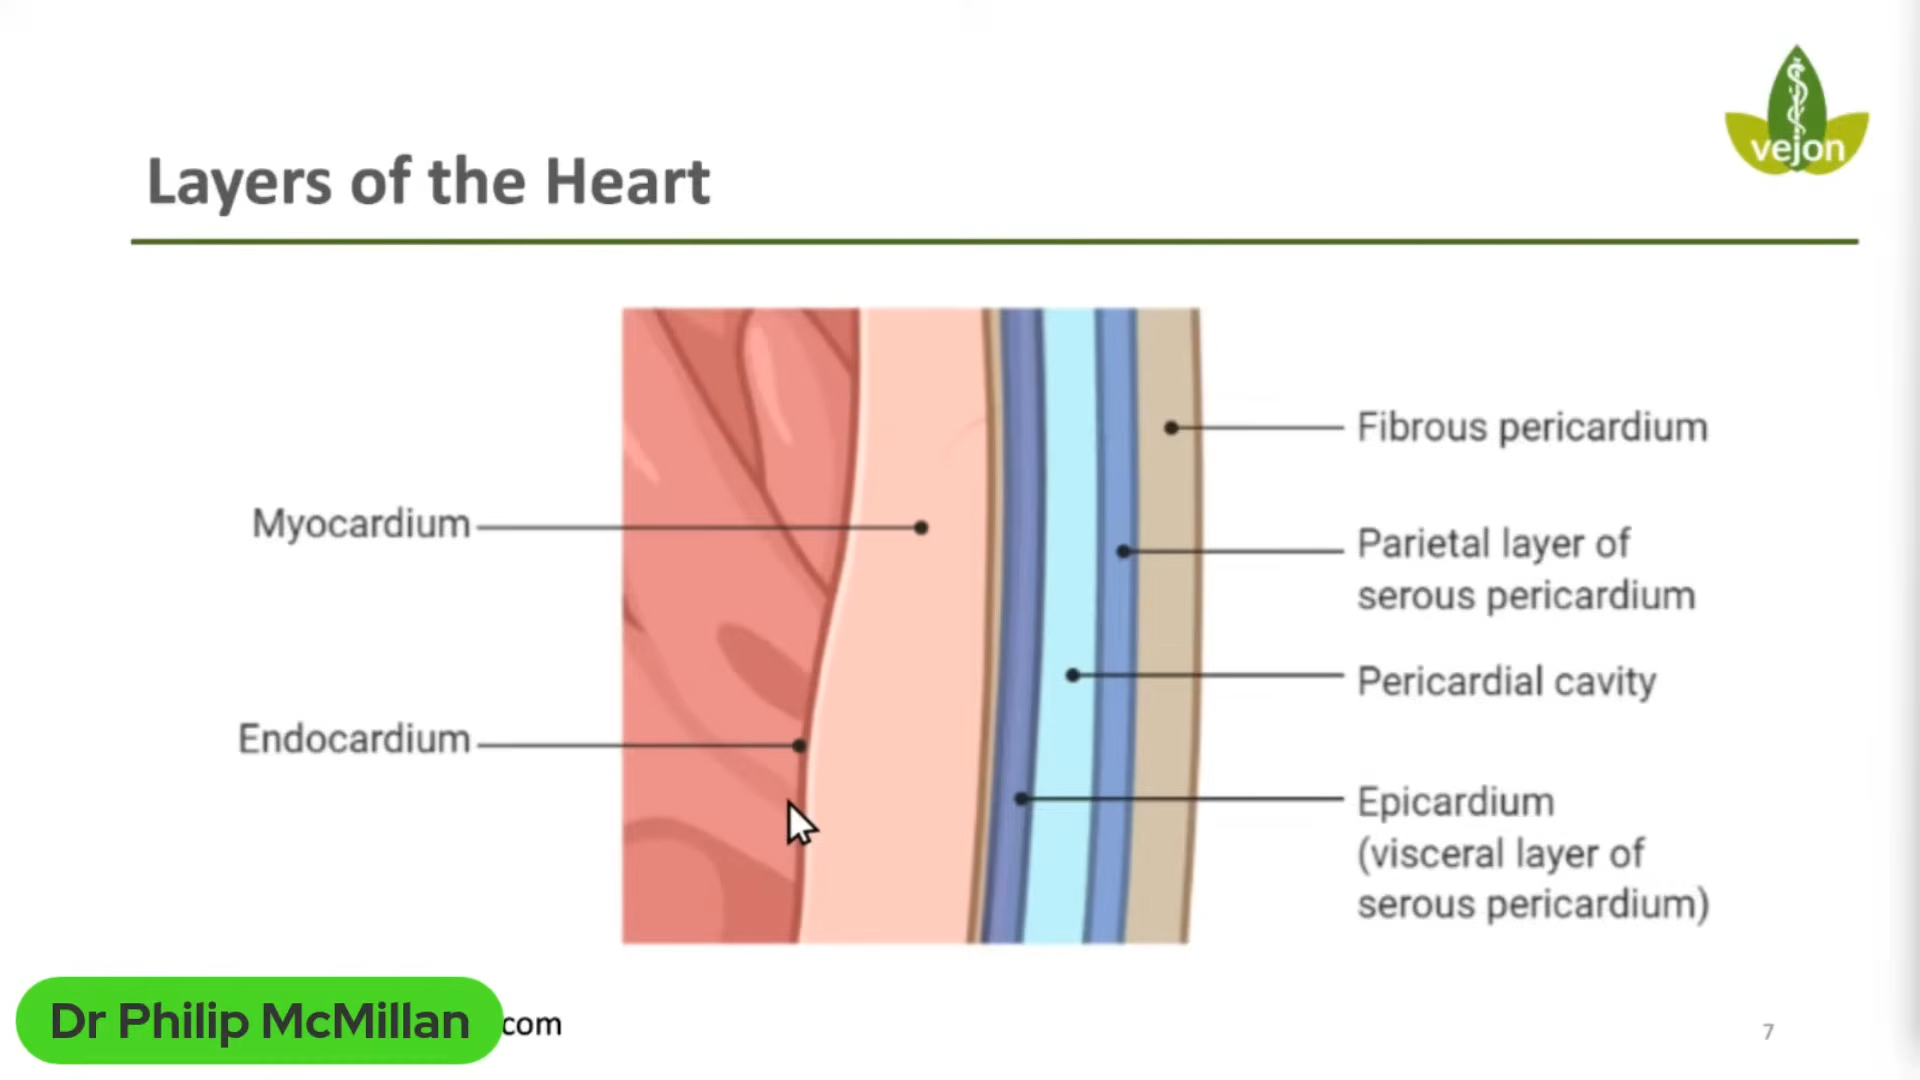 vejon
Layers of the Heart
Fibrous pericardium
Myocardium
Parietal layer of
serous pericardium
Pericardial cavity
Endocardium
Epicardium
(visceral layer of
serous pericardium)
Dr Philip McMillan
com
7